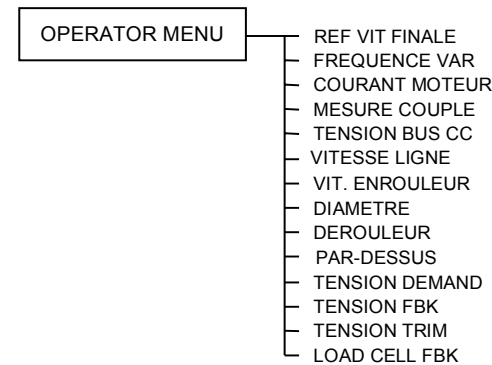 OPERATOR MENU
REF VIT FINALE
FREQUENCE VAR
COURANT MOTEUR
MESURE COUPLE
TENSION BUS CC
VITESSE LIGNE
VIT. ENROULEUR
DIAMETRE
DEROULEUR
PAR-DESSUS
TENSION DEMAND
TENSION FBK
TENSION TRIM
LOAD CELL FBK